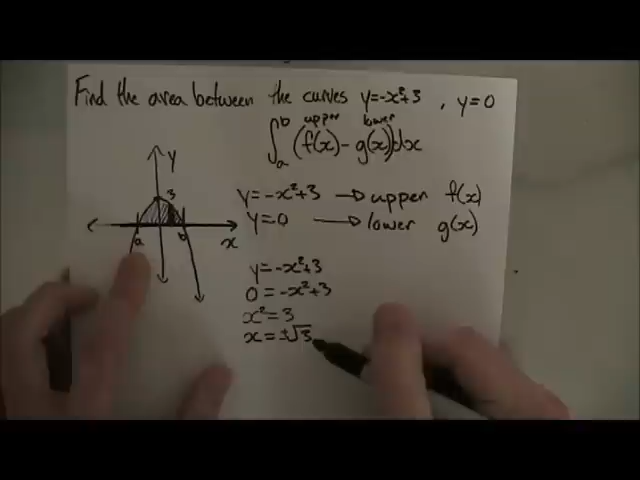 Find the area between the curves y=-x²+3 , y=0
upper lower
∫ₐᵇ (f(x) - g(x))dx
y
3
a b x
y=-x²+3 → upper f(x)
y=0 → lower g(x)
y=-x²+3
0=-x²+3
x²=3
x=±√3